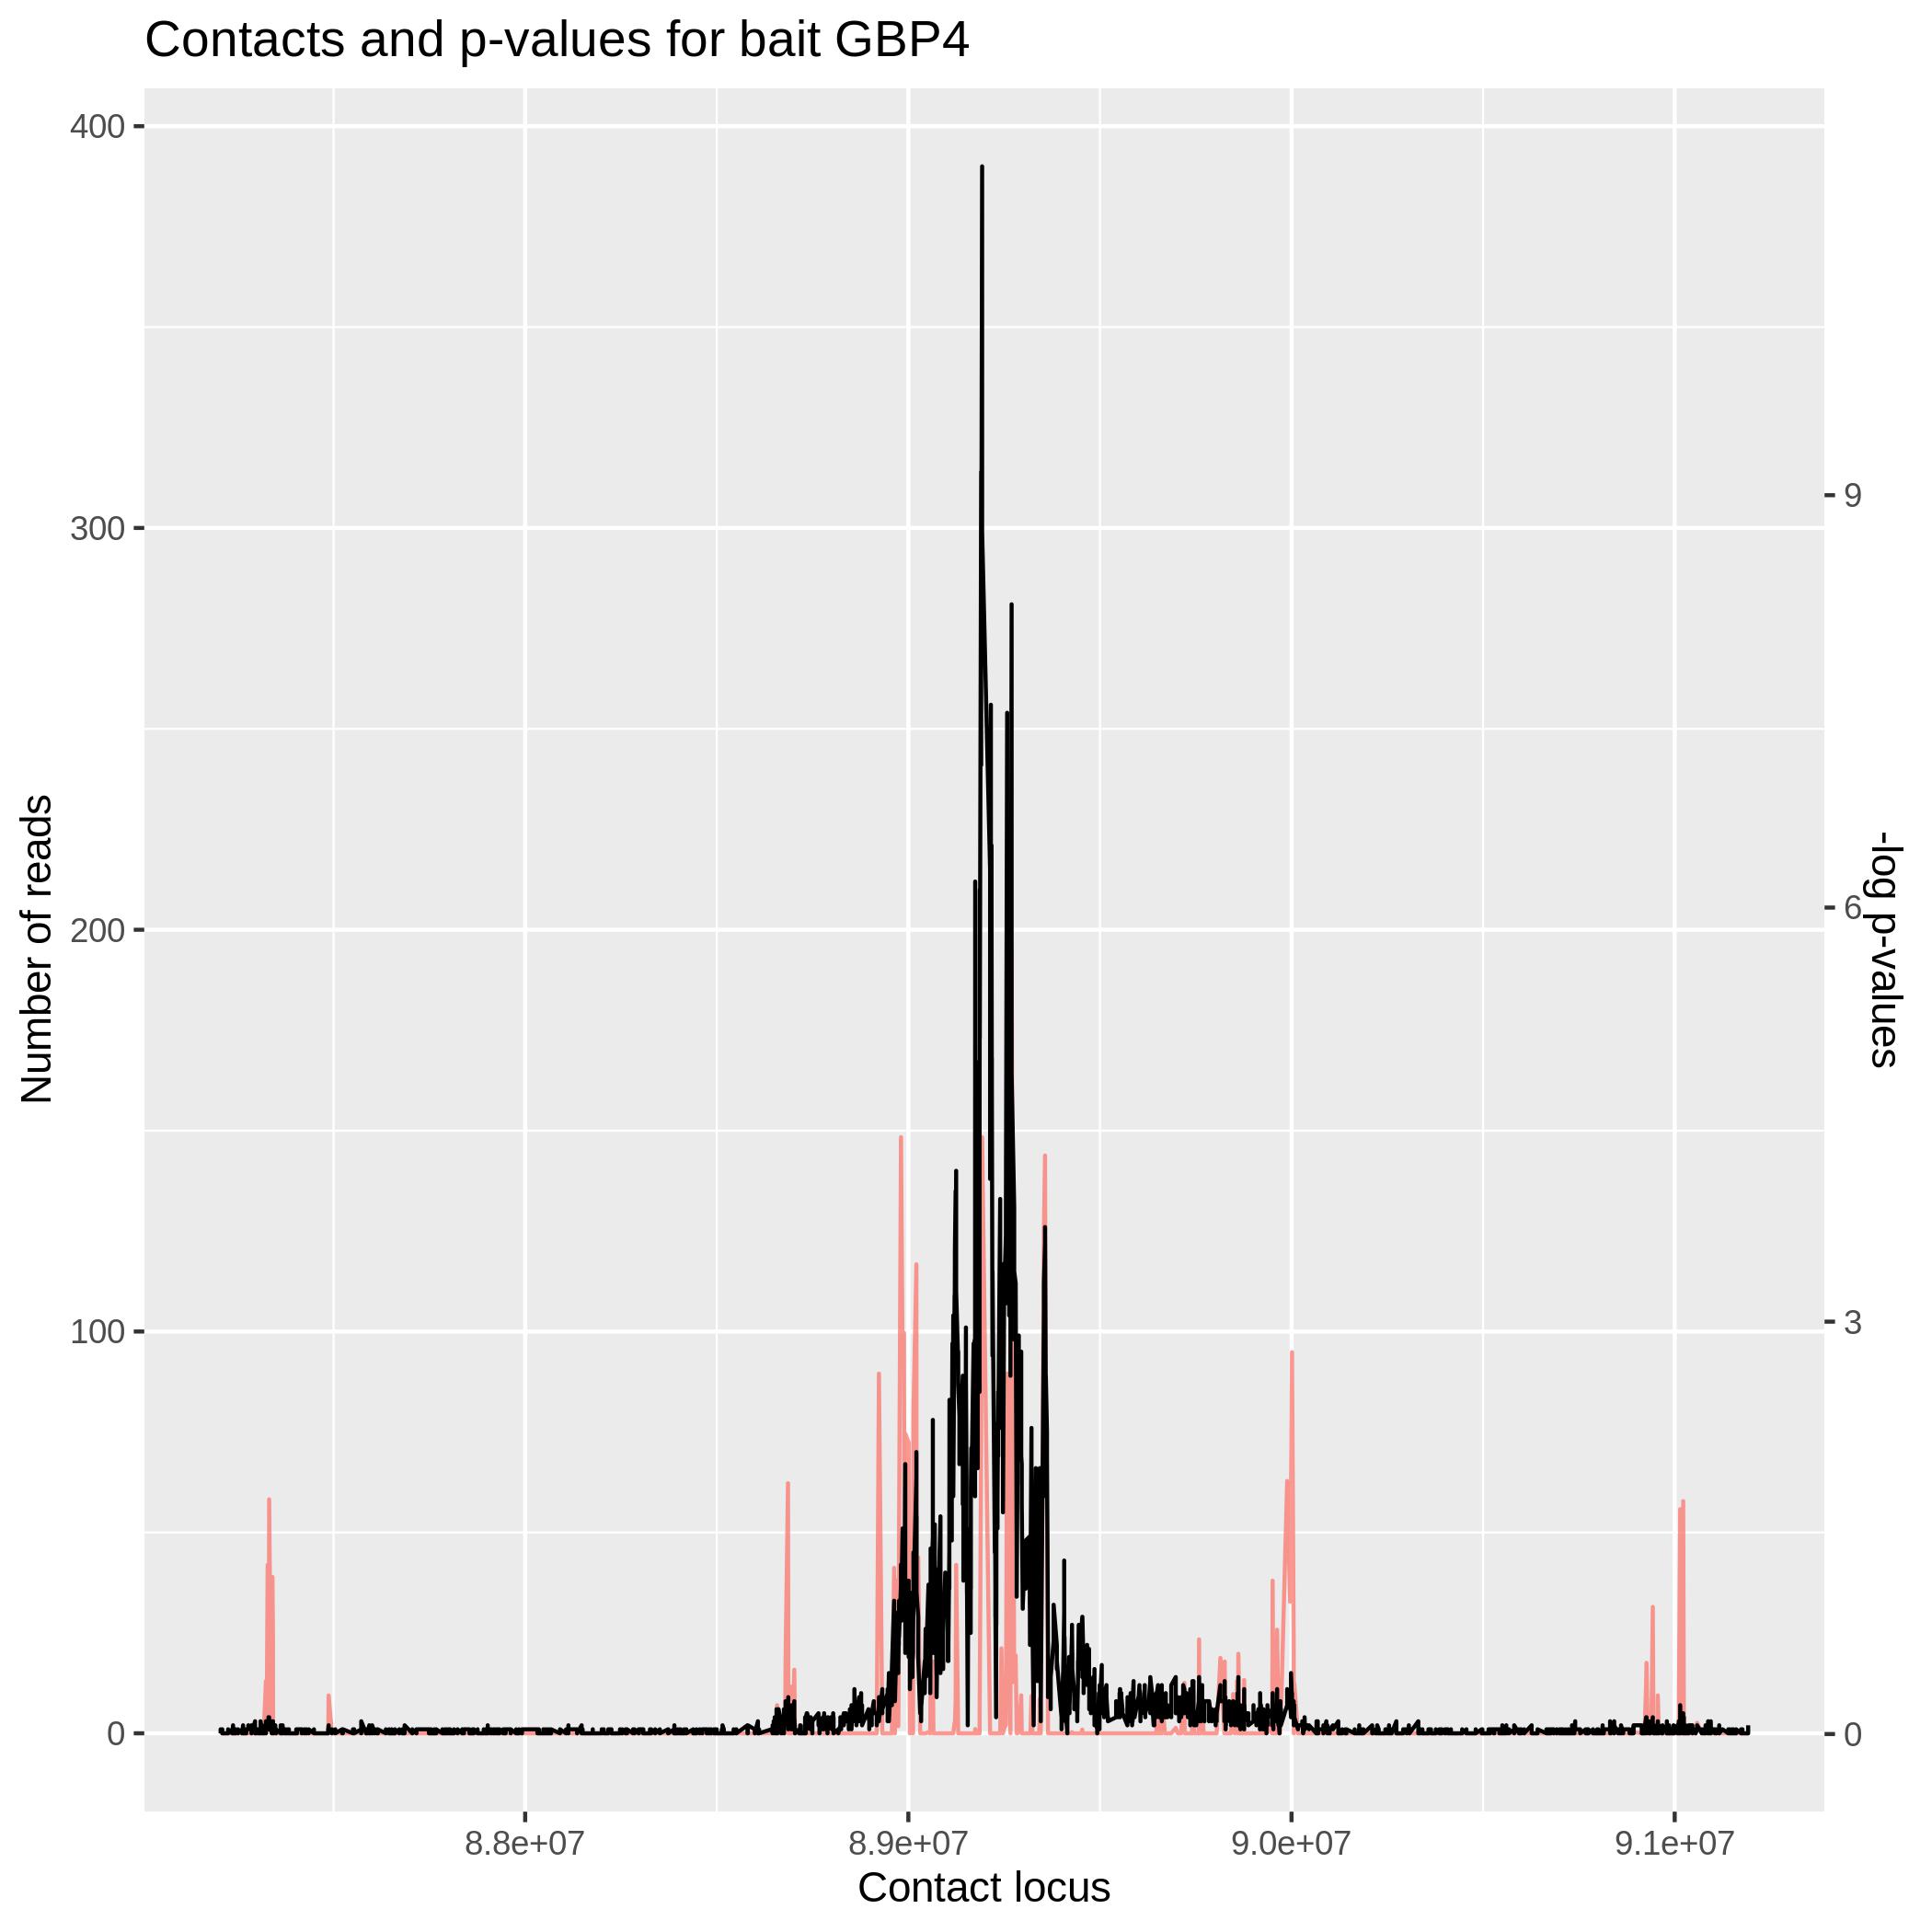 Contacts and p-values for bait GBP4
400
300
200
100
0
Number of reads
9
6
3
0
-log p-values
8.8e+07
8.9e+07
9.0e+07
9.1e+07
Contact locus